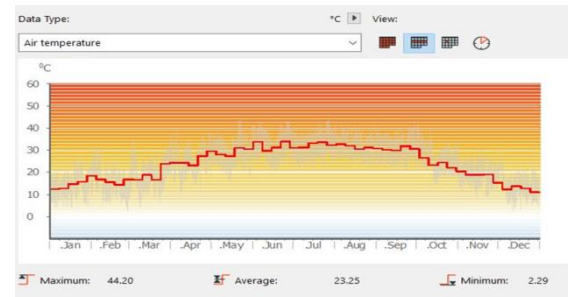 Data Type: °C View:
Air temperature
°C
60
50
40
30
20
10
0
.Jan .Feb .Mar .Apr .May .Jun .Jul .Aug .Sep .Oct .Nov .Dec
Maximum: 44.20 Average: 23.25 Minimum: 2.29